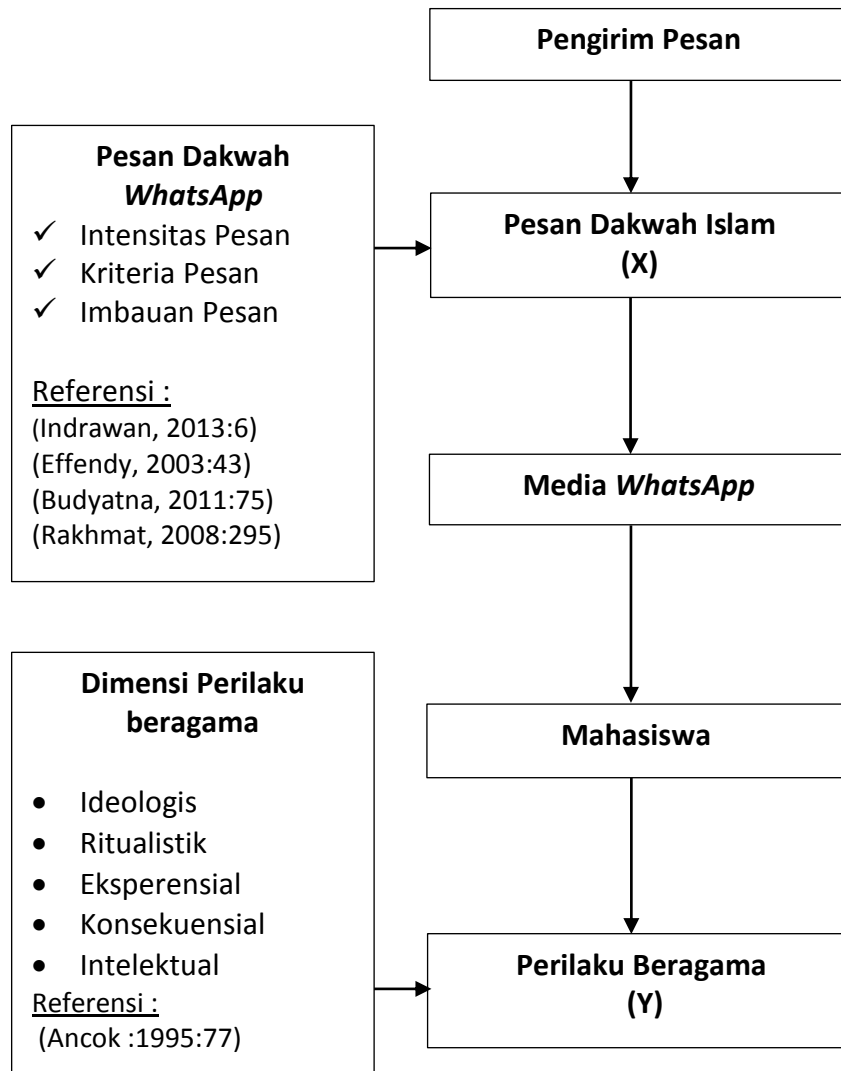 Pengirim Pesan
Pesan Dakwah
WhatsApp
✓ Intensitas Pesan
✓ Kriteria Pesan
✓ Imbauan Pesan
Referensi :
(Indrawan, 2013:6)
(Effendy, 2003:43)
(Budyatna, 2011:75)
(Rakhmat, 2008:295)
Pesan Dakwah Islam
(X)
Media WhatsApp
Mahasiswa
Dimensi Perilaku
beragama
• Ideologis
• Ritualistik
• Eksperensial
• Konsekuensial
• Intelektual
Referensi :
(Ancok :1995:77)
Perilaku Beragama
(Y)